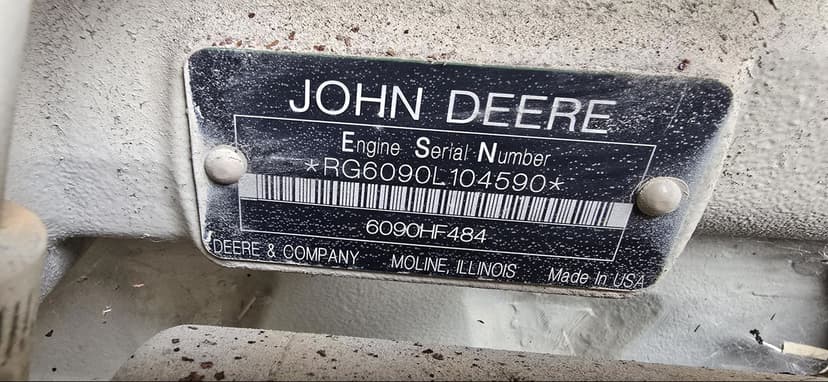 JOHN DEERE
Engine Serial Number
*RG6090L104590*
6090HF484
DEERE & COMPANY MOLINE, ILLINOIS Made In USA